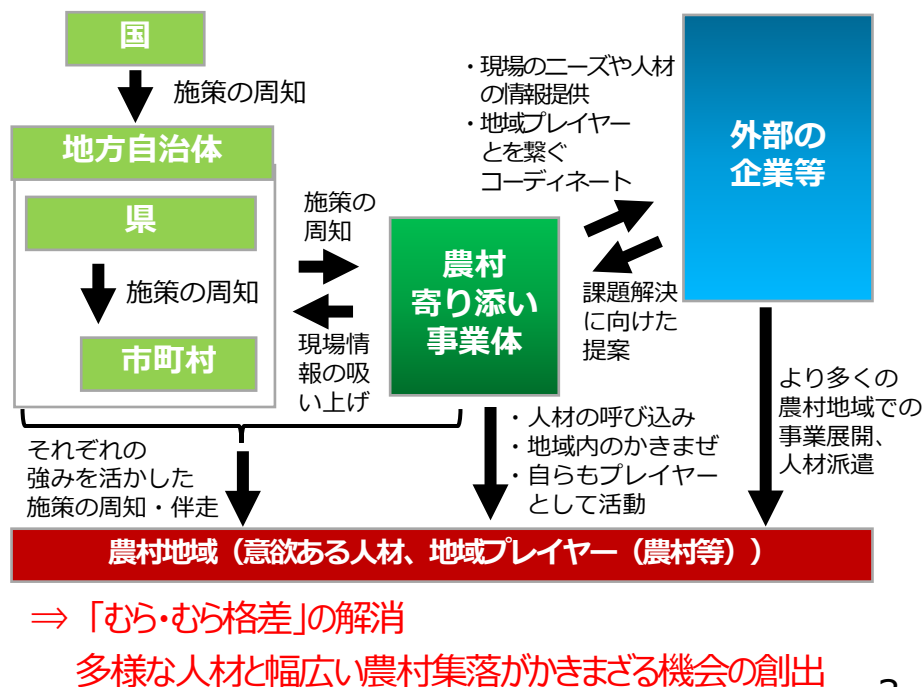 国
施策の周知
地方自治体
県
施策の周知
市町村
施策の
周知
現場情
報の吸
い上げ
農村
寄り添い
事業体
・現場のニーズや人材
の情報提供
・地域プレイヤー
とを繋ぐ
コーディネート
課題解決
に向けた
提案
外部の
企業等
それぞれの
強みを活かした
施策の周知・伴走
・人材の呼び込み
・地域内のかきまぜ
・自らもプレイヤー
として活動
より多くの
農村地域での
事業展開、
人材派遣
農村地域（意欲ある人材、地域プレイヤー（農村等））
⇒「むら・むら格差」の解消
多様な人材と幅広い農村集落がかきまざる機会の創出